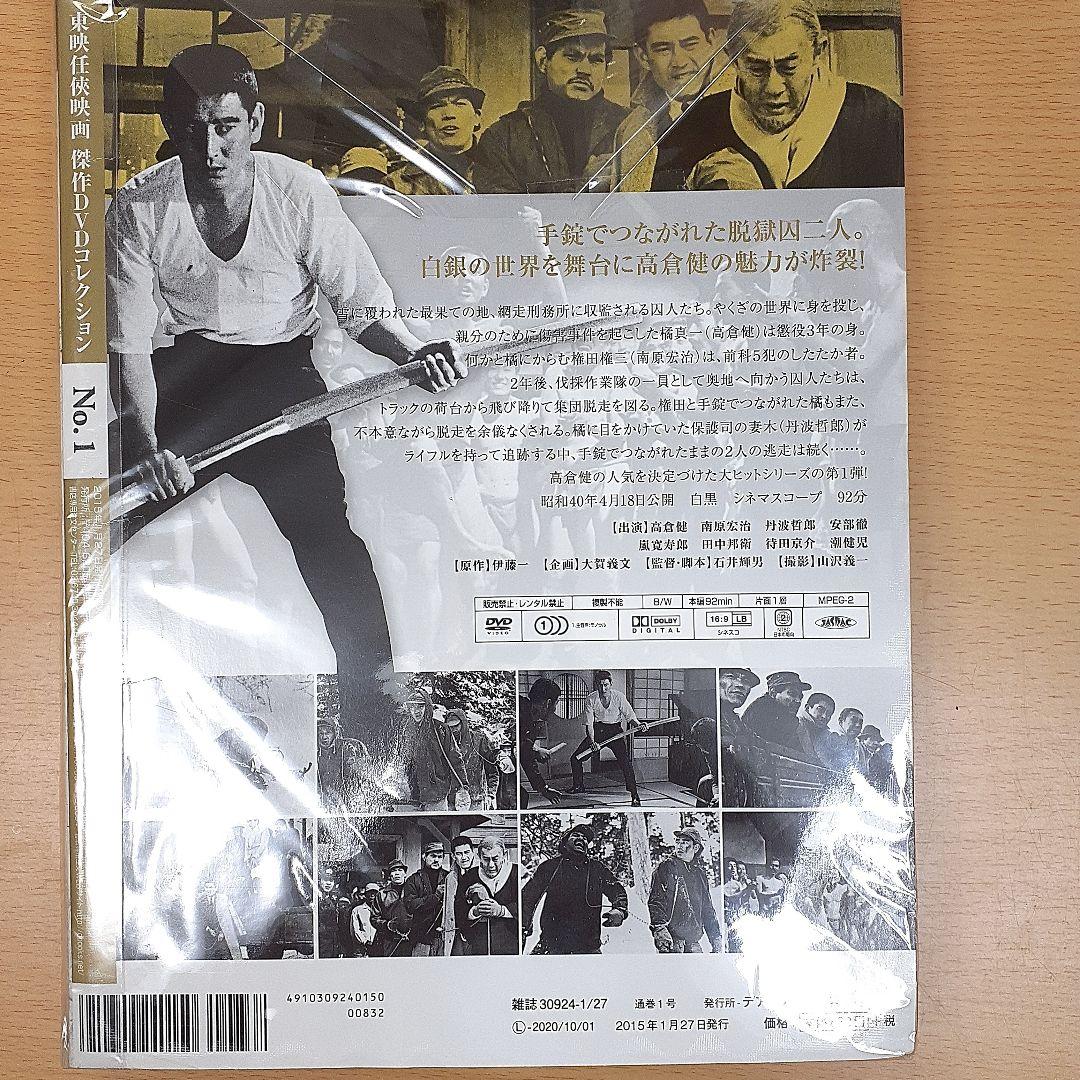 東映任俠映画 傑作DVDコレクション
No.1
手錠でつながれた脱獄囚二人。
白銀の世界を舞台に高倉健の魅力が炸裂!
雪に覆われた最果ての地、網走刑務所に収監される囚人たち。やくざの世界に身を投じ、
親分のために傷害事件を起こした橘真一(高倉健)は懲役3年の身。
何かと橘にからむ権田権三(南原宏治)は、前科5犯のしたたか者。
2年後、伐採作業隊の一員として奥地へ向かう囚人たちは、
トラックの荷台から飛び降りて集団脱走を図る。権田と手錠でつながれた橘もまた、
不本意ながら脱走を余儀なくされる。橘に目をかけていた保護司の妻木(丹波哲郎)が
ライフルを持って追跡する中、手錠でつながれたままの2人の逃走は続く……。
高倉健の人気を決定づけた大ヒットシリーズの第1弾!
昭和40年4月18日公開 白黒 シネマスコープ 92分
【出演】高倉健 南原宏治 丹波哲郎 安部徹
嵐寛寿郎 田中邦衛 待田京介 潮健児
【原作】伊藤一 【企画】大賀義文 【監督・脚本】石井輝男 【撮影】山沢義一
販売禁止・レンタル禁止 複製不能 B/W 本編92min 片面1層 MPEG-2
DVD VIDEO 1))) DOLBY DIGITAL 16:9 LB シネスコ 2 NTSC 日本市場向 JASRAC
4910309240150
00832
雑誌30924-1/27 通巻1号 発行所-デア
Ⓛ-2020/10/01 2015年1月27日発行 価格